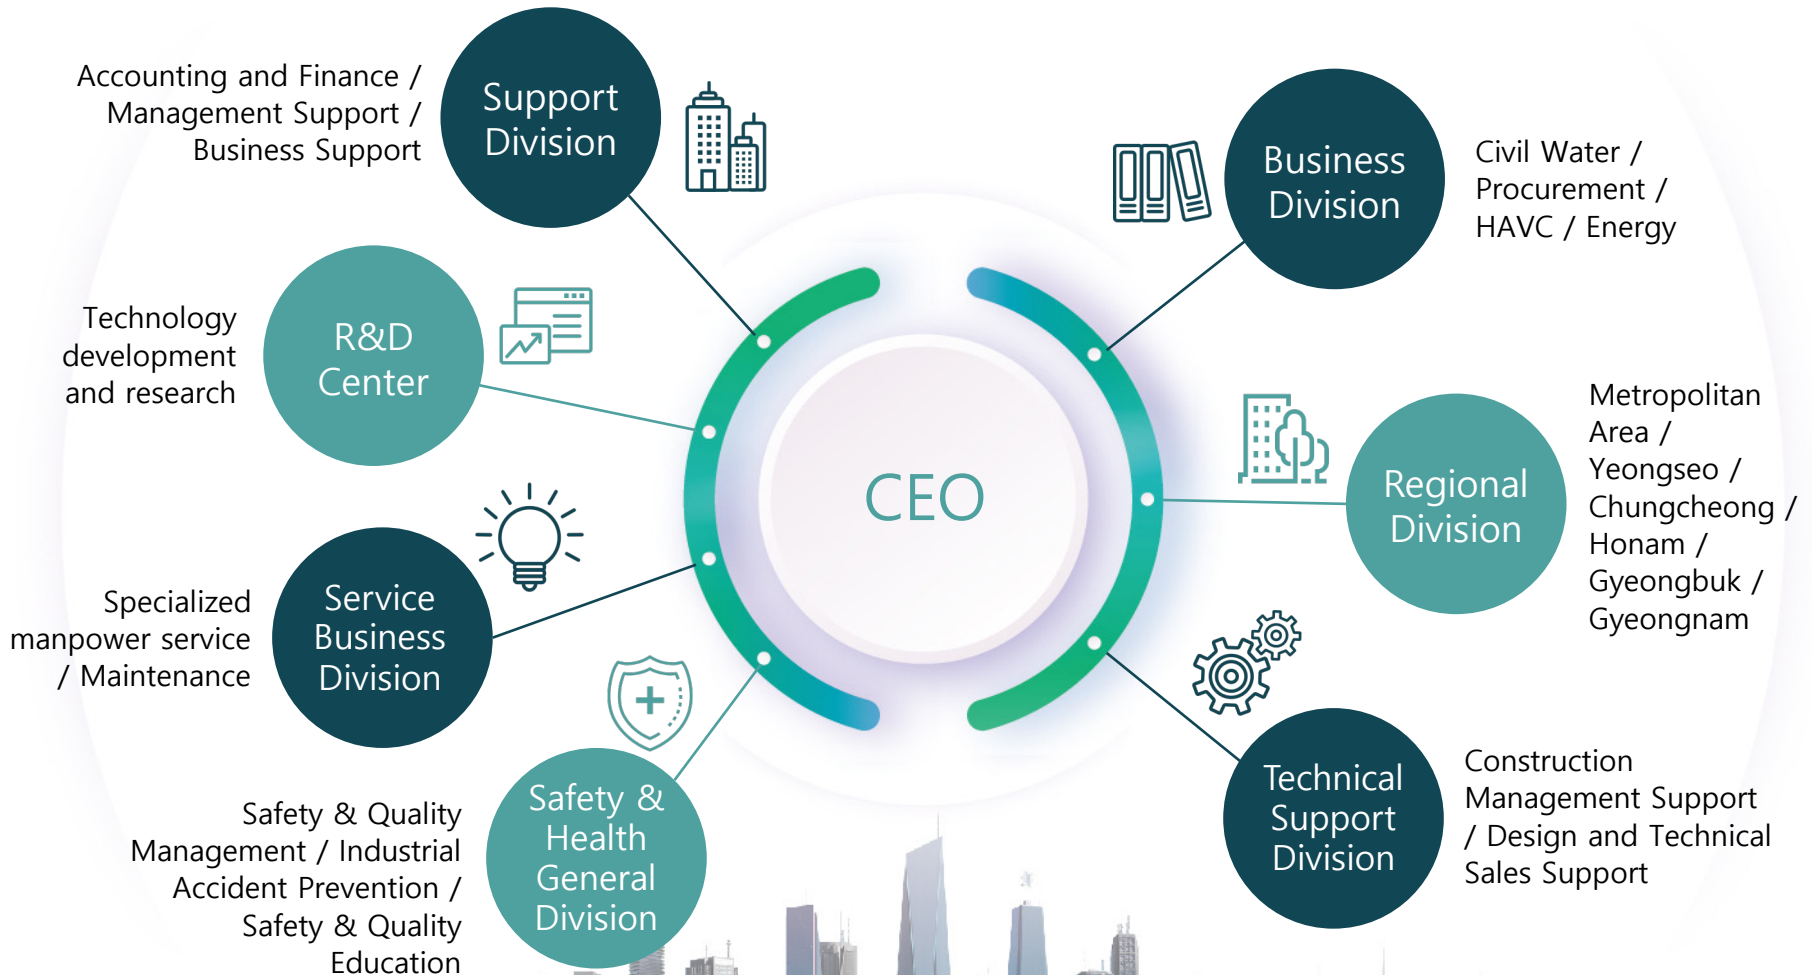 Accounting and Finance /
Management Support /
Business Support
Support
Division
Technology
development
and research
R&D
Center
Specialized
manpower service
/ Maintenance
Service
Business
Division
Safety & Quality
Management / Industrial
Accident Prevention /
Safety & Quality
Education
Safety &
Health
General
Division
CEO
Business
Division
Civil Water /
Procurement /
HAVC / Energy
Regional
Division
Metropolitan
Area /
Yeongseo /
Chungcheong /
Honam /
Gyeongbuk /
Gyeongnam
Technical
Support
Division
Construction
Management Support
/ Design and Technical
Sales Support